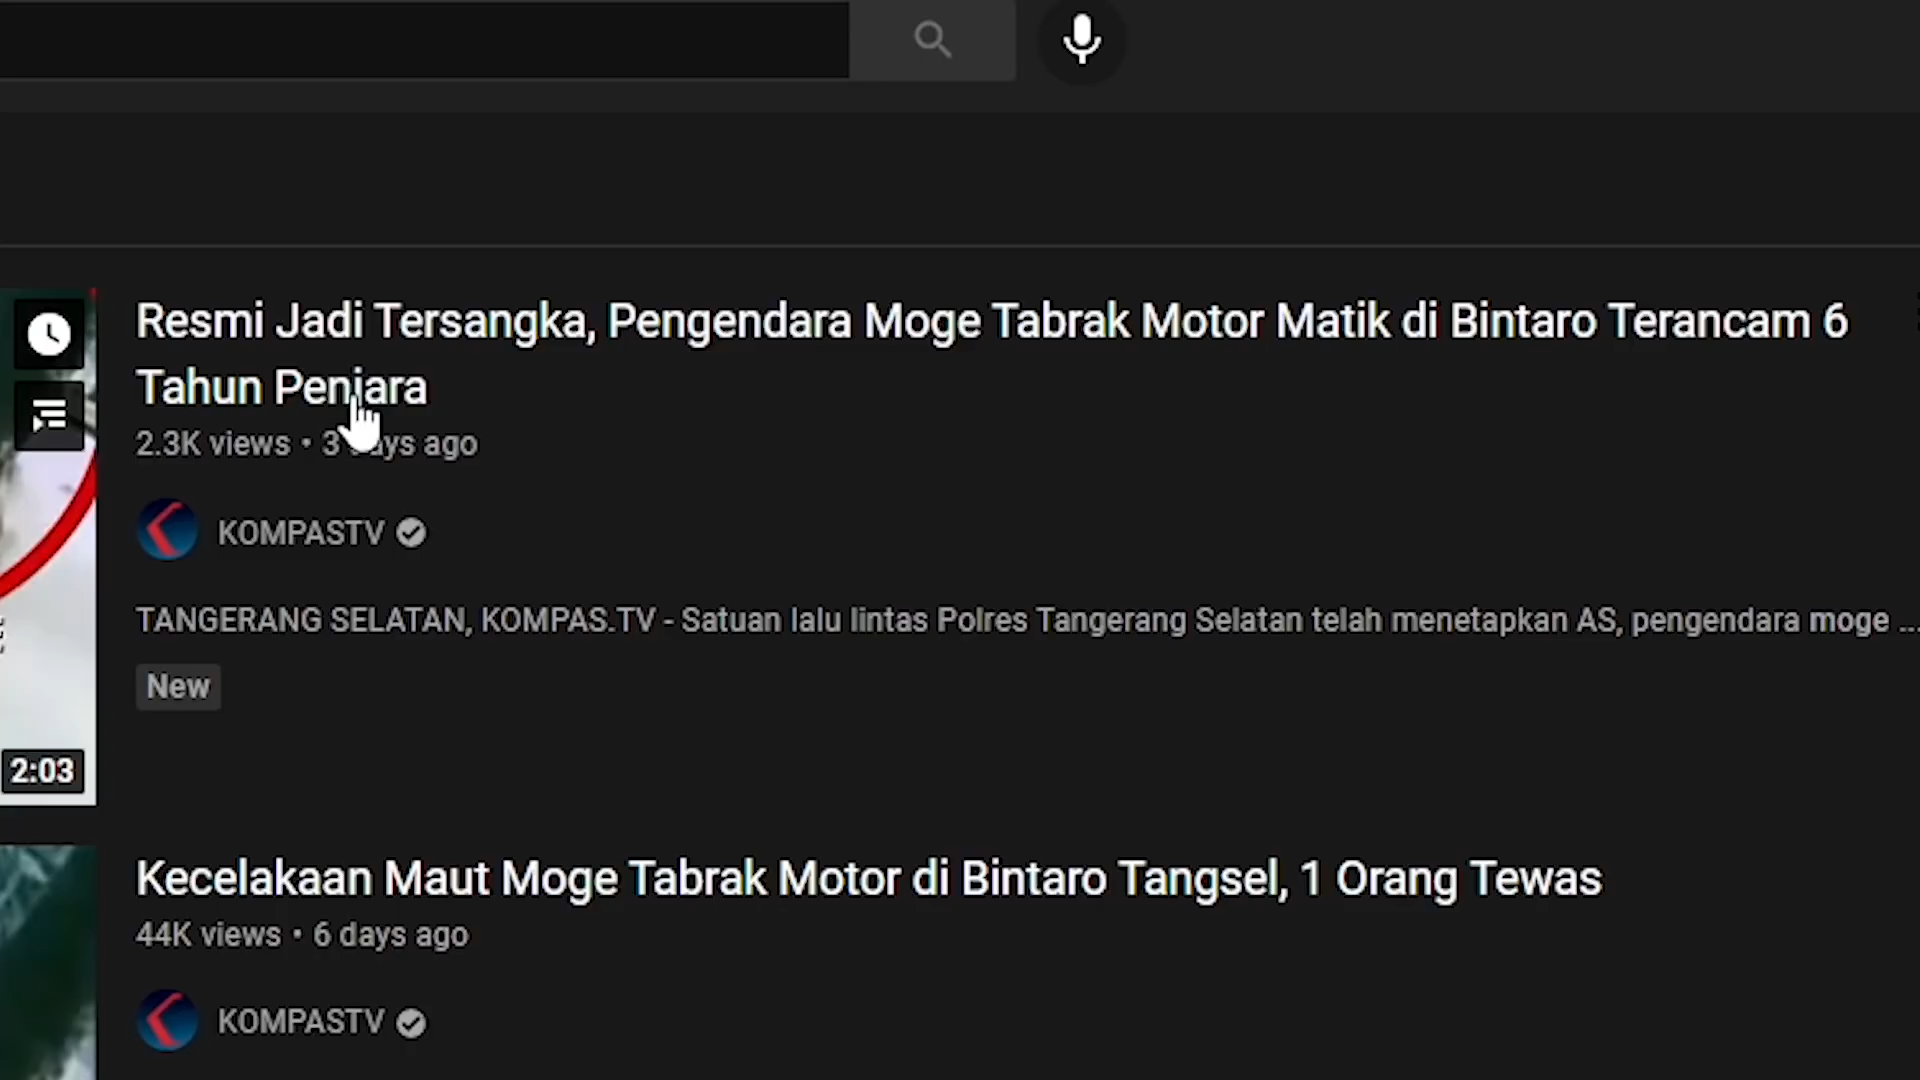 Resmi Jadi Tersangka, Pengendara Moge Tabrak Motor Matik di Bintaro Terancam 6
Tahun Penjara
2.3K views • 3 days ago
KOMPASTV
TANGERANG SELATAN, KOMPAS.TV - Satuan lalu lintas Polres Tangerang Selatan telah menetapkan AS, pengendara moge ...
New
2:03
Kecelakaan Maut Moge Tabrak Motor di Bintaro Tangsel, 1 Orang Tewas
44K views • 6 days ago
KOMPASTV